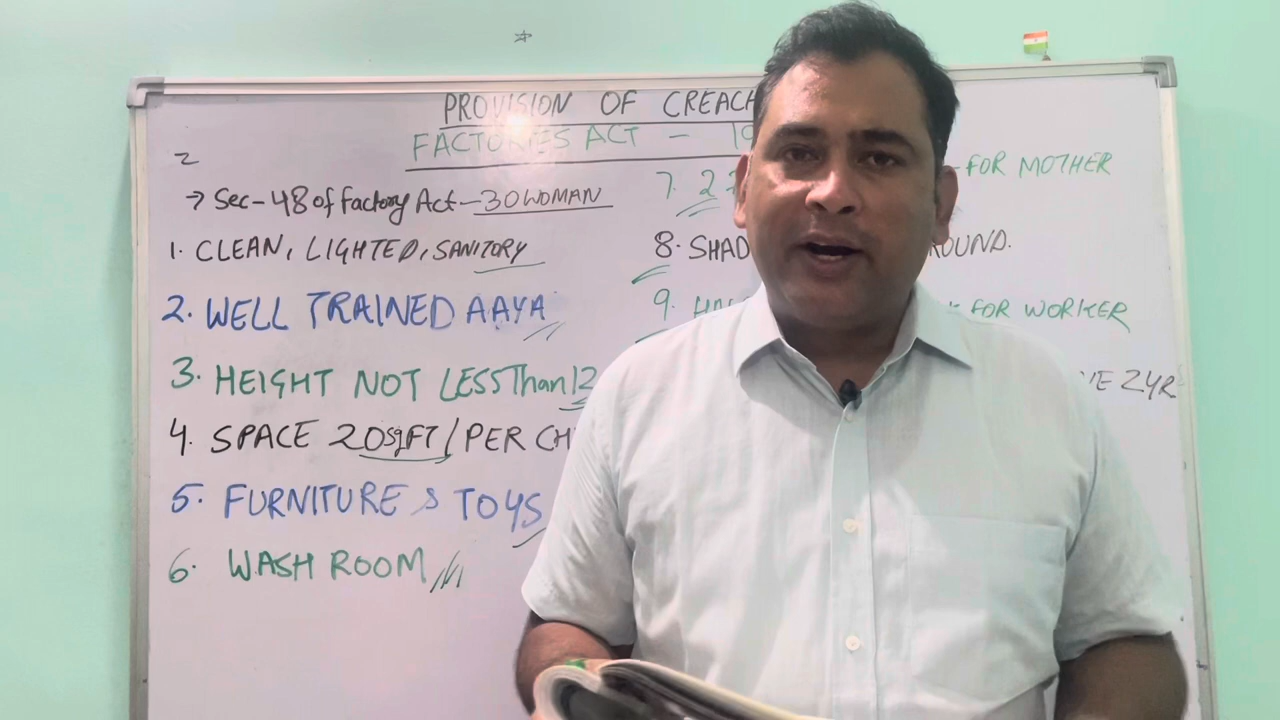 PROVISION OF CREACH
FACTORIES ACT - 19
→ Sec-48 of Factory Act - 30 WOMAN
1. CLEAN, LIGHTED, SANITORY
2. WELL TRAINED AAYA
3. HEIGHT NOT LESS Than 12
4. SPACE 20 SqFT/PER CH
5. FURNITURE & TOYS
6. WASH ROOM
7. 2 - FOR MOTHER
8. SHAD OUND.
9. FOR WORKER
2YR